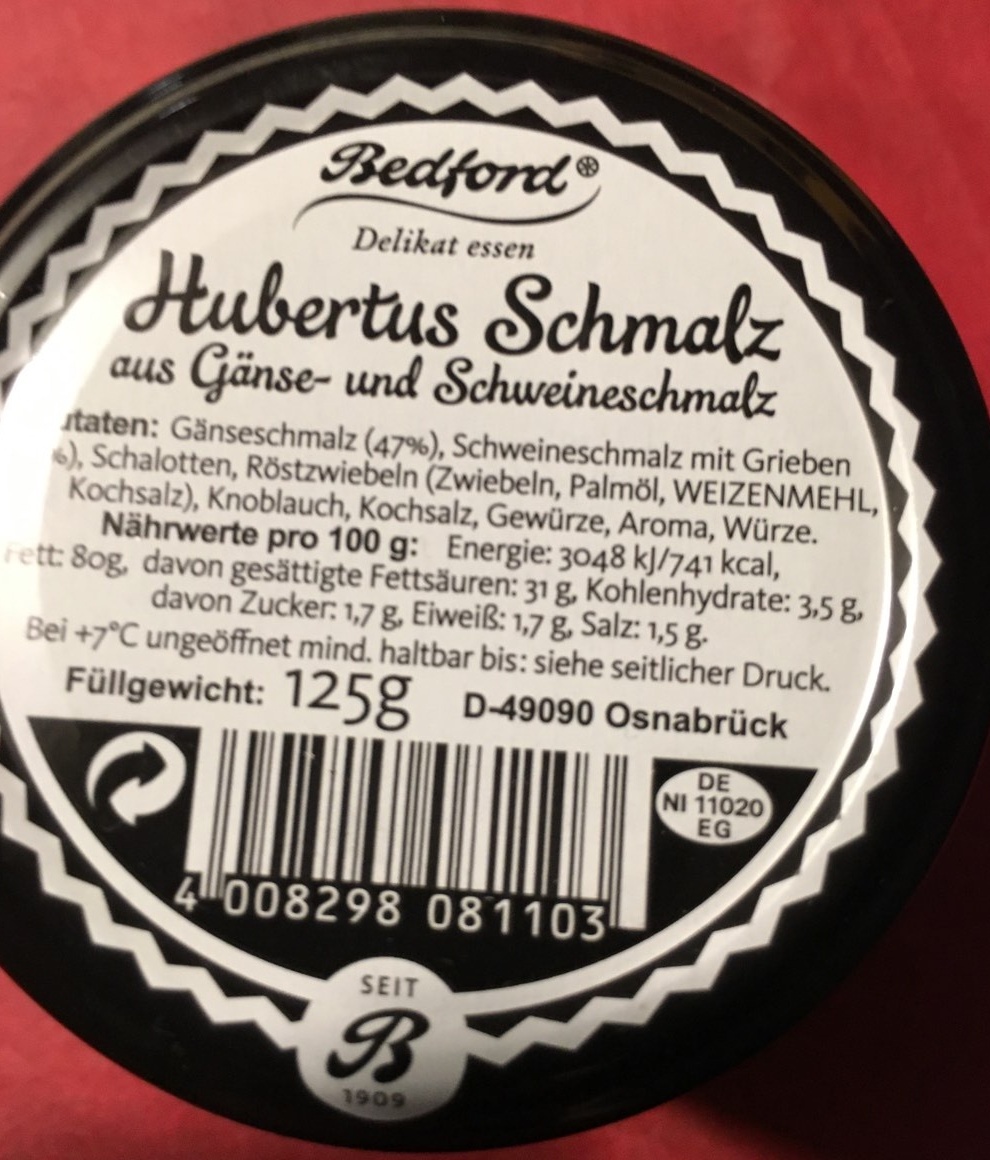 Bedford
Delikat essen
Hubertus Schmalz
aus Gänse- und Schweineschmalz
utaten: Gänseschmalz (47%), Schweineschmalz mit Grieben
%), Schalotten, Röstzwiebeln (Zwiebeln, Palmöl, WEIZENMEHL,
Kochsalz), Knoblauch, Kochsalz, Gewürze, Aroma, Würze.
Nährwerte pro 100 g: Energie: 3048 kJ/741 kcal,
Fett: 80g, davon gesättigte Fettsäuren: 31 g, Kohlenhydrate: 3,5 g,
davon Zucker: 1,7 g, Eiweiß: 1,7 g, Salz: 1,5 g.
Bei +7°C ungeöffnet mind. haltbar bis: siehe seitlicher Druck.
Füllgewicht: 125g D-49090 Osnabrück
DE
NI 11020
EG
4 008298 081103
SEIT
B
1909